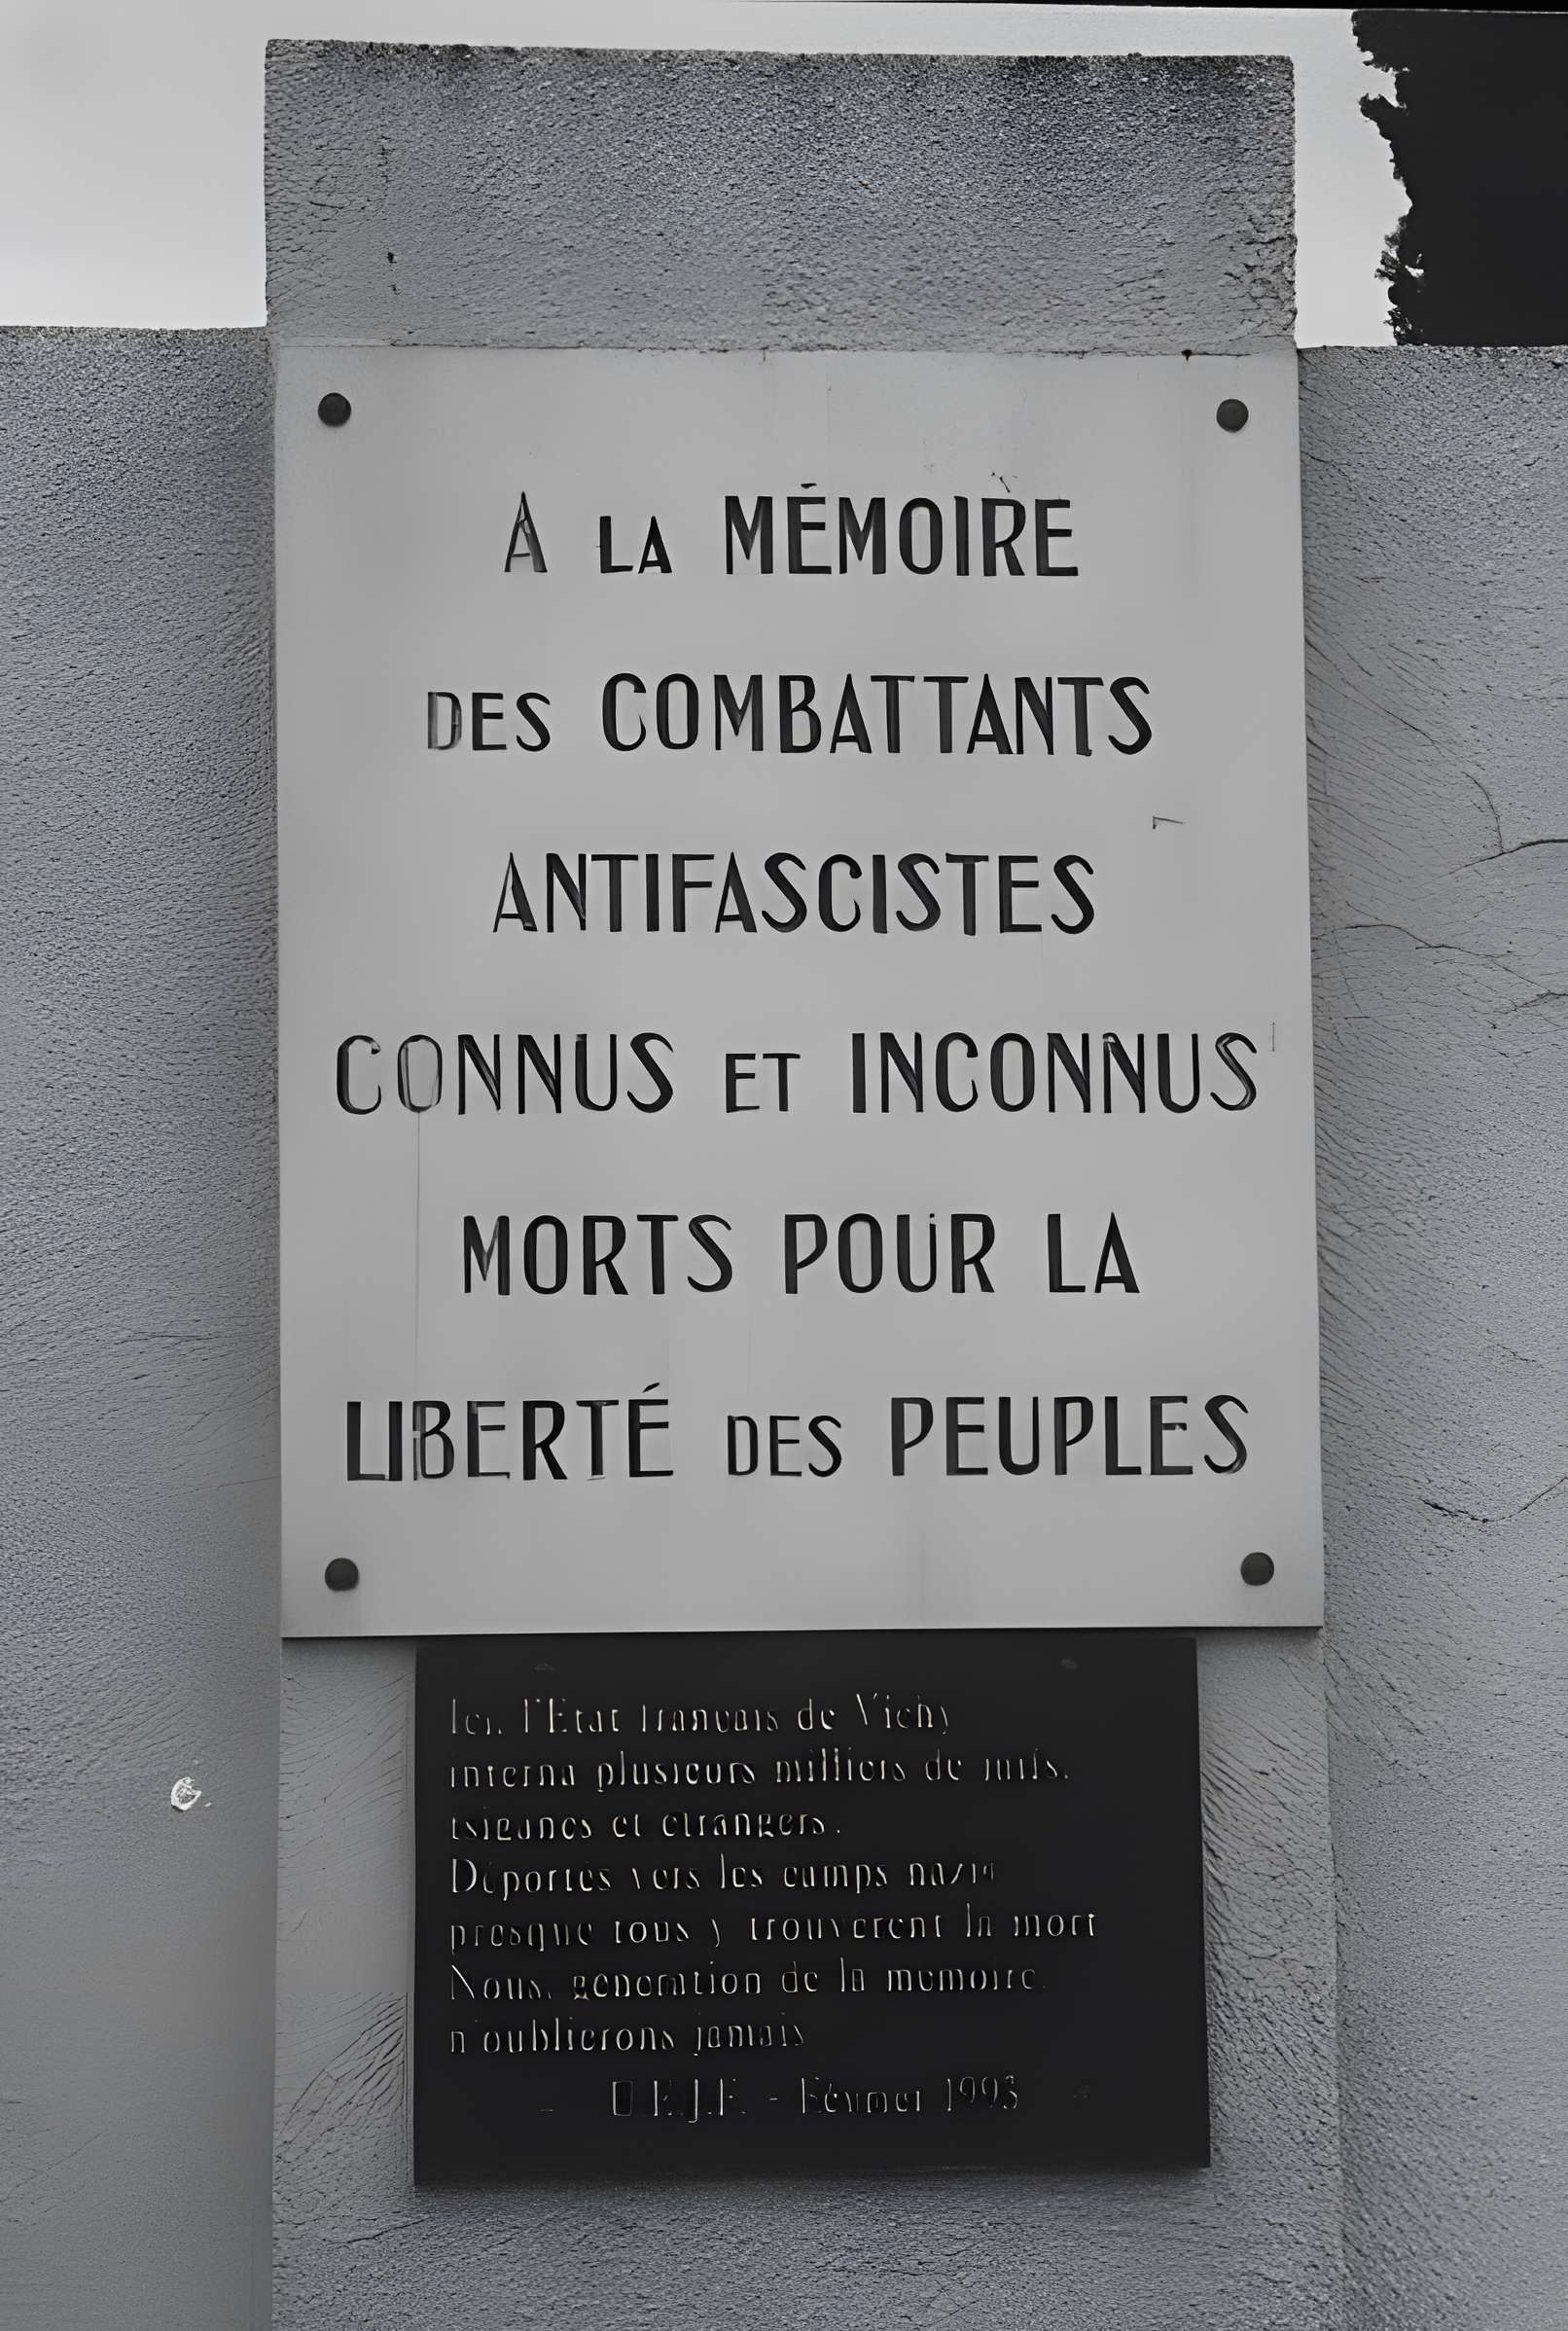 À LA MÉMOIRE
DES COMBATTANTS
ANTIFASCISTES
CONNUS ET INCONNUS
MORTS POUR LA
LIBERTÉ DES PEUPLES
Ici, l'Etat français de Vichy
interna plusieurs milliers de juifs,
tsiganes et étrangers.
Déportés vers les camps nazis
presque tous y trouvèrent la mort
Nous, génération de la mémoire,
n'oublierons jamais
U.E.J.F. - Février 1993